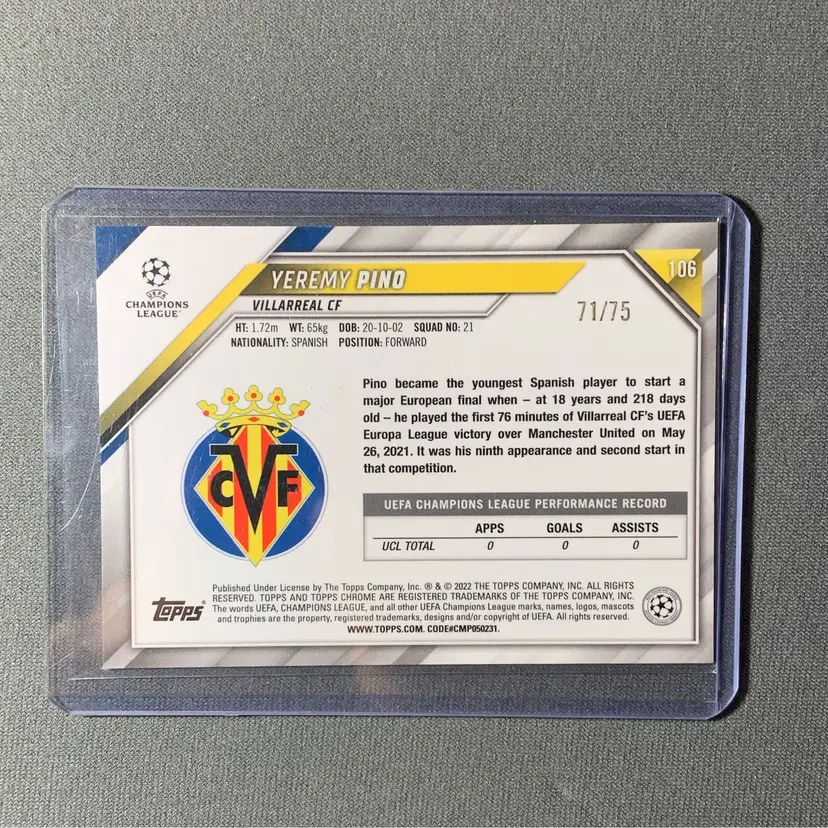 106
YEREMY PINO
UEFA
CHAMPIONS
LEAGUE
VILLARREAL CF
71/75
HT: 1.72m WT: 65kg DOB: 20-10-02 SQUAD NO: 21
NATIONALITY: SPANISH POSITION: FORWARD
Pino became the youngest Spanish player to start a
major European final when – at 18 years and 218 days
old – he played the first 76 minutes of Villarreal CF's UEFA
Europa League victory over Manchester United on May
26, 2021. It was his ninth appearance and second start in
that competition.
CVF
UEFA CHAMPIONS LEAGUE PERFORMANCE RECORD
APPS GOALS ASSISTS
UCL TOTAL 0 0 0
Published Under License by The Topps Company, Inc. ® & © 2022 THE TOPPS COMPANY, INC. ALL RIGHTS
RESERVED. TOPPS AND TOPPS CHROME ARE REGISTERED TRADEMARKS OF THE TOPPS COMPANY, INC.
The words UEFA, CHAMPIONS LEAGUE, and all other UEFA Champions League marks, names, logos, mascots
and trophies are the property, registered trademarks, designs and/or copyright of UEFA. All rights reserved.
WWW.TOPPS.COM. CODE#CMP050231.
topps